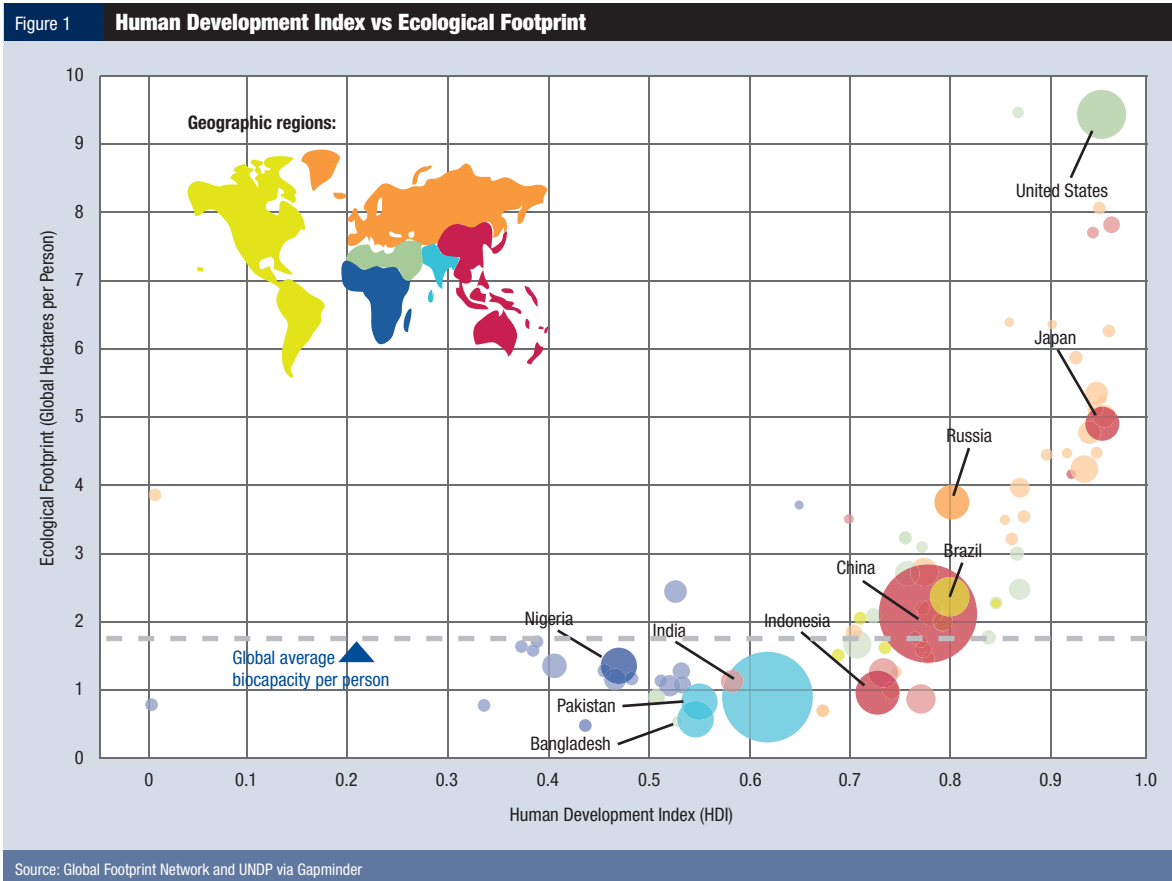 Figure 1
Human Development Index vs Ecological Footprint
Ecological Footprint (Global Hectares per Person)
10
9
8
7
6
5
4
3
2
1
0
Geographic regions:
United States
Japan
Russia
Brazil
China
Indonesia
India
Nigeria
Global average
biocapacity per person
Pakistan
Bangladesh
0
0.1
0.2
0.3
0.4
0.5
0.6
0.7
0.8
0.9
1.0
Human Development Index (HDI)
Source: Global Footprint Network and UNDP via Gapminder